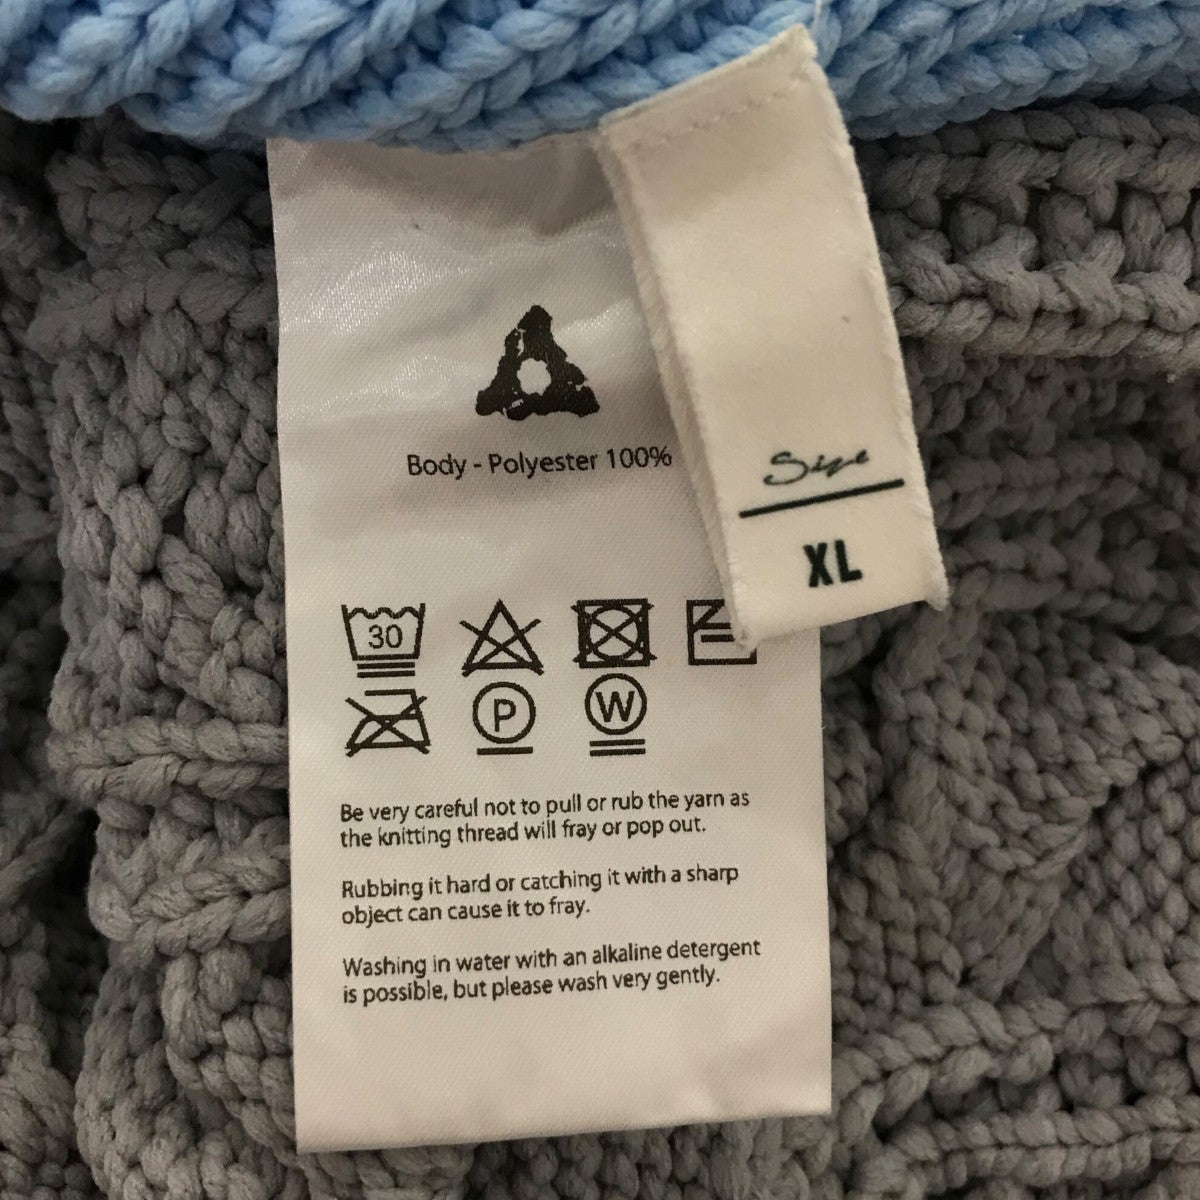 Body - Polyester 100%
Size
XL
30
P
W
Be very careful not to pull or rub the yarn as
the knitting thread will fray or pop out.
Rubbing it hard or catching it with a sharp
object can cause it to fray.
Washing in water with an alkaline detergent
is possible, but please wash very gently.